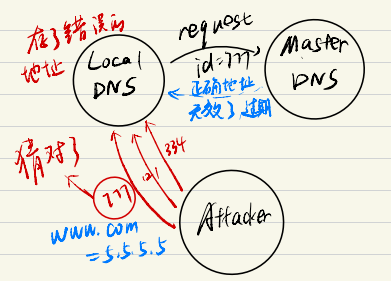 存了错误的
地址
Local
DNS
request
id=777
Master
DNS
正确地址
无效了,过期
猜对了
777
121
334
Attacker
www.com
=5.5.5.5